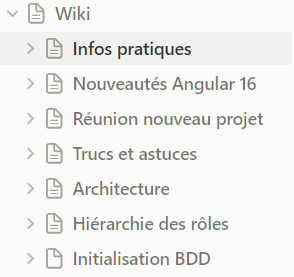 Wiki
Infos pratiques
Nouveautés Angular 16
Réunion nouveau projet
Trucs et astuces
Architecture
Hiérarchie des rôles
Initialisation BDD